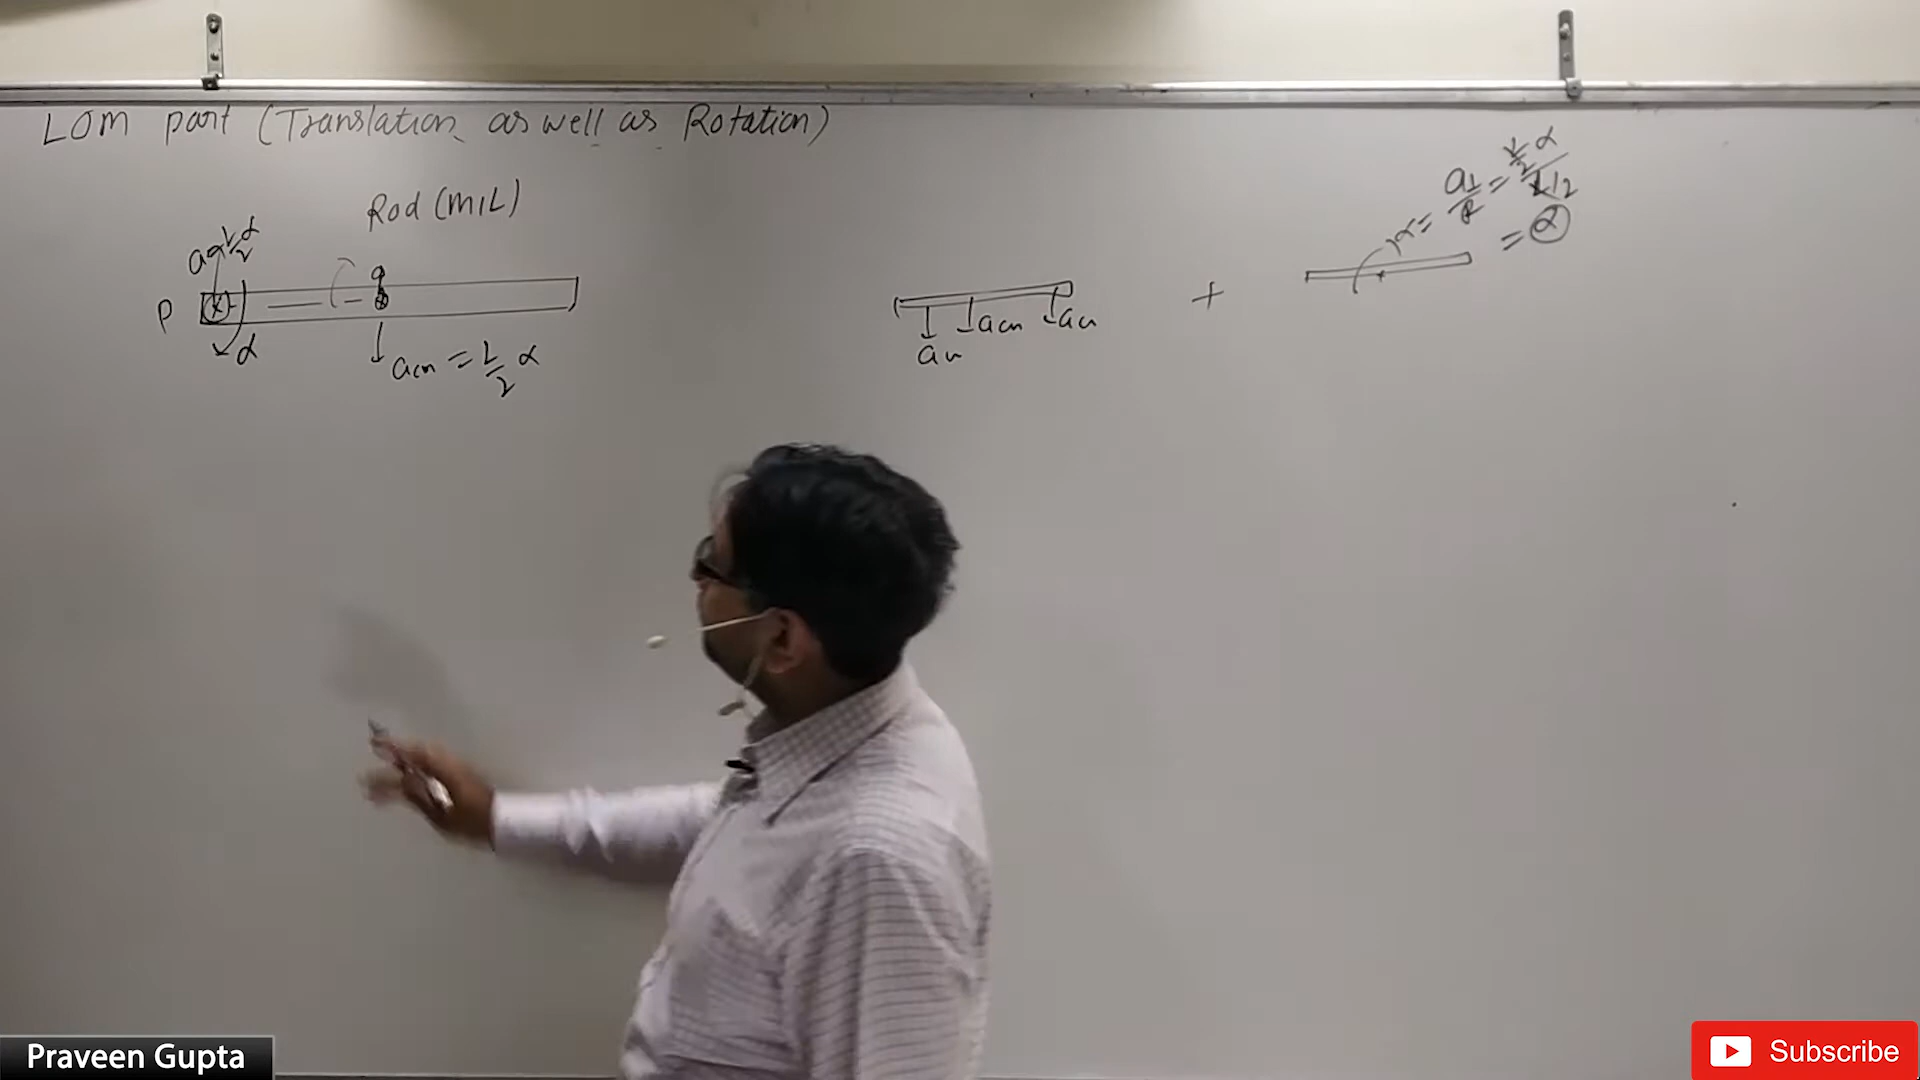 LOM part (Translation as well as Rotation)
Rod (M,L)
a = L/2 α
P
α
a
acm = L/2 α
acm
acm
acm
+
α = a⊥/R = L/2 α / L/2
= α
Praveen Gupta
Subscribe